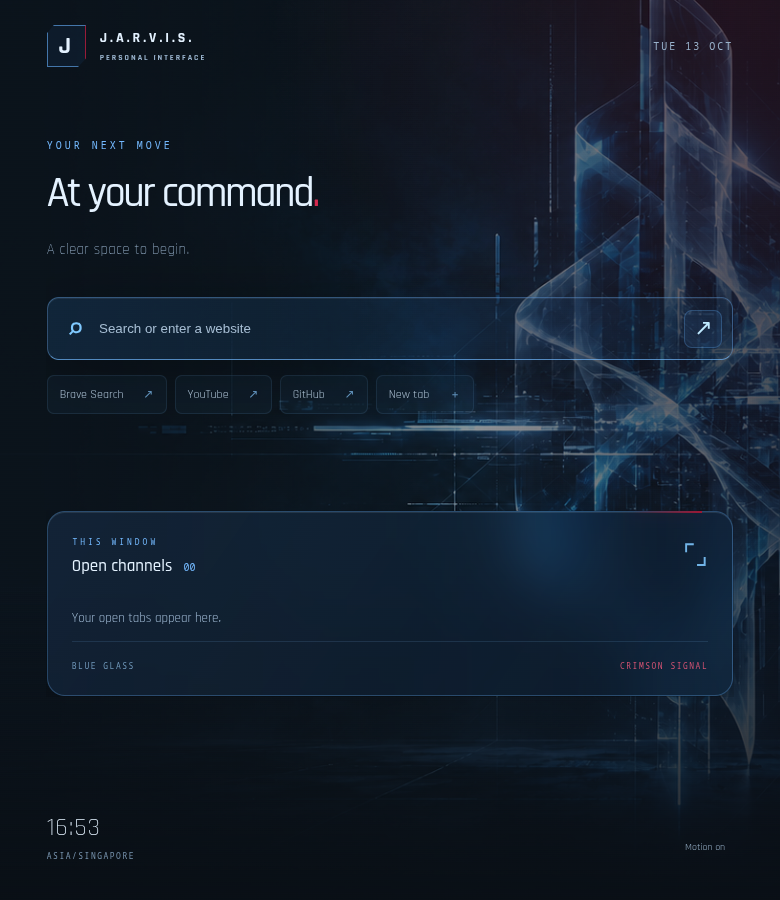 J
J.A.R.V.I.S.
PERSONAL INTERFACE
TUE 13 OCT
YOUR NEXT MOVE
At your command.
A clear space to begin.
Search or enter a website
Brave Search ↗ YouTube ↗ GitHub ↗ New tab +
THIS WINDOW
Open channels 00
Your open tabs appear here.
BLUE GLASS CRIMSON SIGNAL
16:53
ASIA/SINGAPORE
Motion on